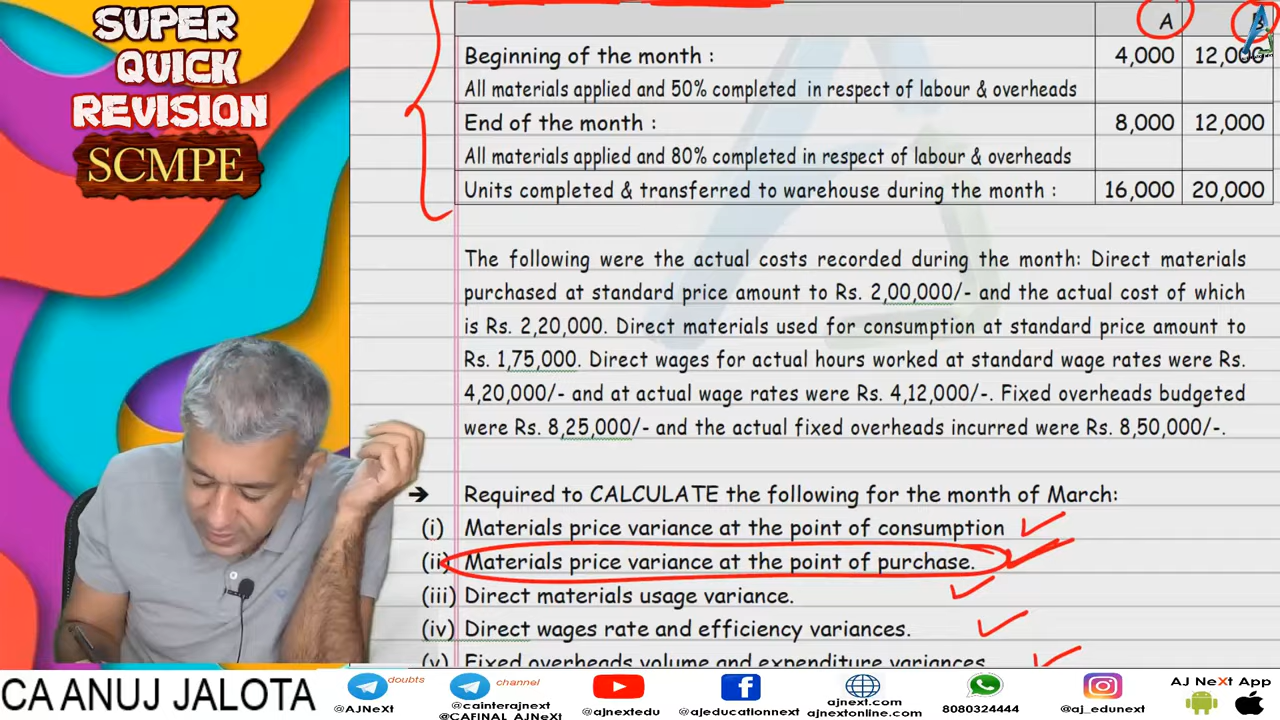 SUPER
QUICK
REVISION
SCMPE
A B
Beginning of the month : 4,000 12,000
All materials applied and 50% completed in respect of labour & overheads
End of the month : 8,000 12,000
All materials applied and 80% completed in respect of labour & overheads
Units completed & transferred to warehouse during the month : 16,000 20,000
The following were the actual costs recorded during the month: Direct materials
purchased at standard price amount to Rs. 2,00,000/- and the actual cost of which
is Rs. 2,20,000. Direct materials used for consumption at standard price amount to
Rs. 1,75,000. Direct wages for actual hours worked at standard wage rates were Rs.
4,20,000/- and at actual wage rates were Rs. 4,12,000/-. Fixed overheads budgeted
were Rs. 8,25,000/- and the actual fixed overheads incurred were Rs. 8,50,000/-.
➔ Required to CALCULATE the following for the month of March:
(i) Materials price variance at the point of consumption
(ii) Materials price variance at the point of purchase.
(iii) Direct materials usage variance.
(iv) Direct wages rate and efficiency variances.
(v) Fixed overheads volume and expenditure variances
CA ANUJ JALOTA
doubts
@AJNeXt
channel
@cainterajnext
@CAFINAL_AJNeXt
@ajnextedu
@ajeducationnext
ajnext.com
ajnextonline.com
8080324444
@aj_edunext
AJ NeXt App